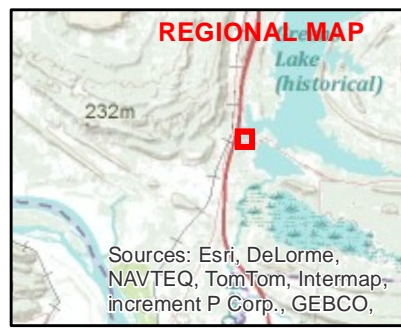 REGIONAL MAP
Lake
(historical)
232m
Sources: Esri, DeLorme,
NAVTEQ, TomTom, Intermap,
increment P Corp., GEBCO,